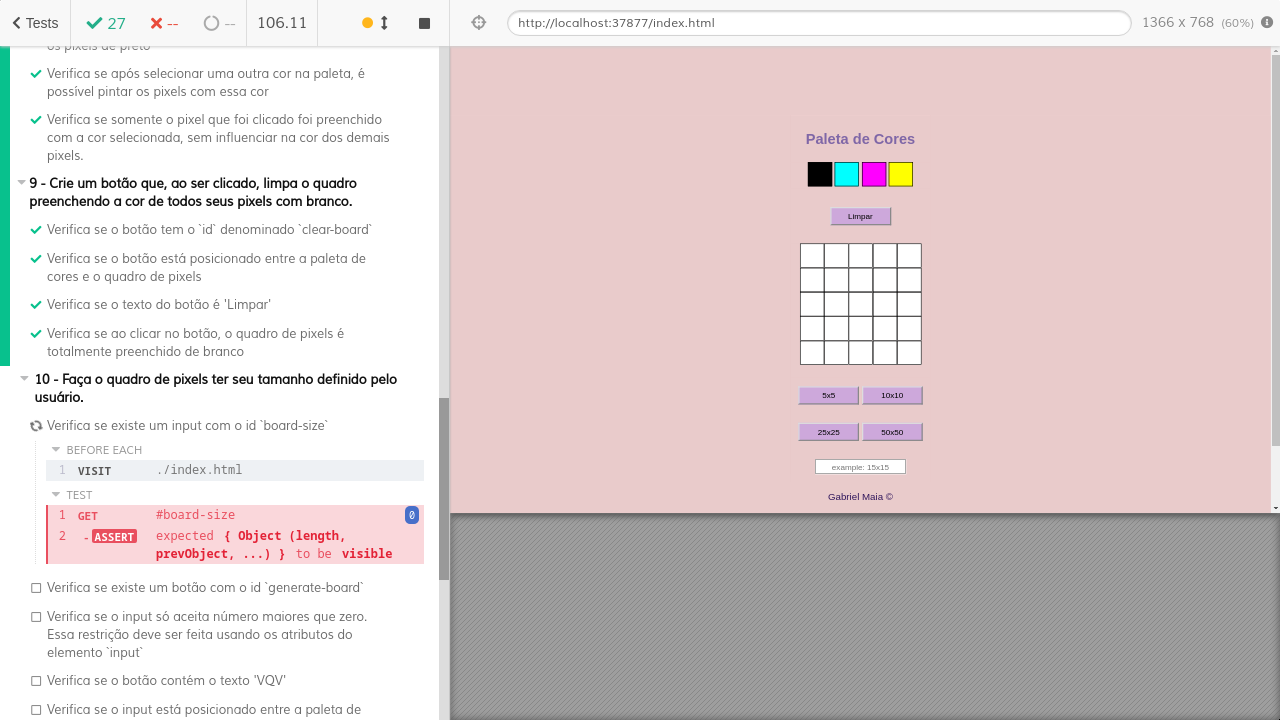 Tests
27
--
--
106.11
http://localhost:37877/index.html
1366 x 768 (60%)
os pixels de preto
Verifica se após selecionar uma outra cor na paleta, é
possível pintar os pixels com essa cor
Verifica se somente o pixel que foi clicado foi preenchido
com a cor selecionada, sem influenciar na cor dos demais
pixels.
9 - Crie um botão que, ao ser clicado, limpa o quadro
preenchendo a cor de todos seus pixels com branco.
Verifica se o botão tem o `id` denominado `clear-board`
Verifica se o botão está posicionado entre a paleta de
cores e o quadro de pixels
Verifica se o texto do botão é 'Limpar'
Verifica se ao clicar no botão, o quadro de pixels é
totalmente preenchido de branco
10 - Faça o quadro de pixels ter seu tamanho definido pelo
usuário.
Verifica se existe um input com o id `board-size`
BEFORE EACH
1 VISIT ./index.html
TEST
1 GET #board-size 0
2 -ASSERT expected { Object (length,
prevObject, ...) } to be visible
Verifica se existe um botão com o id `generate-board`
Verifica se o input só aceita número maiores que zero.
Essa restrição deve ser feita usando os atributos do
elemento `input`
Verifica se o botão contém o texto 'VQV'
Verifica se o input está posicionado entre a paleta de
Paleta de Cores
Limpar
5x5 10x10
25x25 50x50
example: 15x15
Gabriel Maia ©